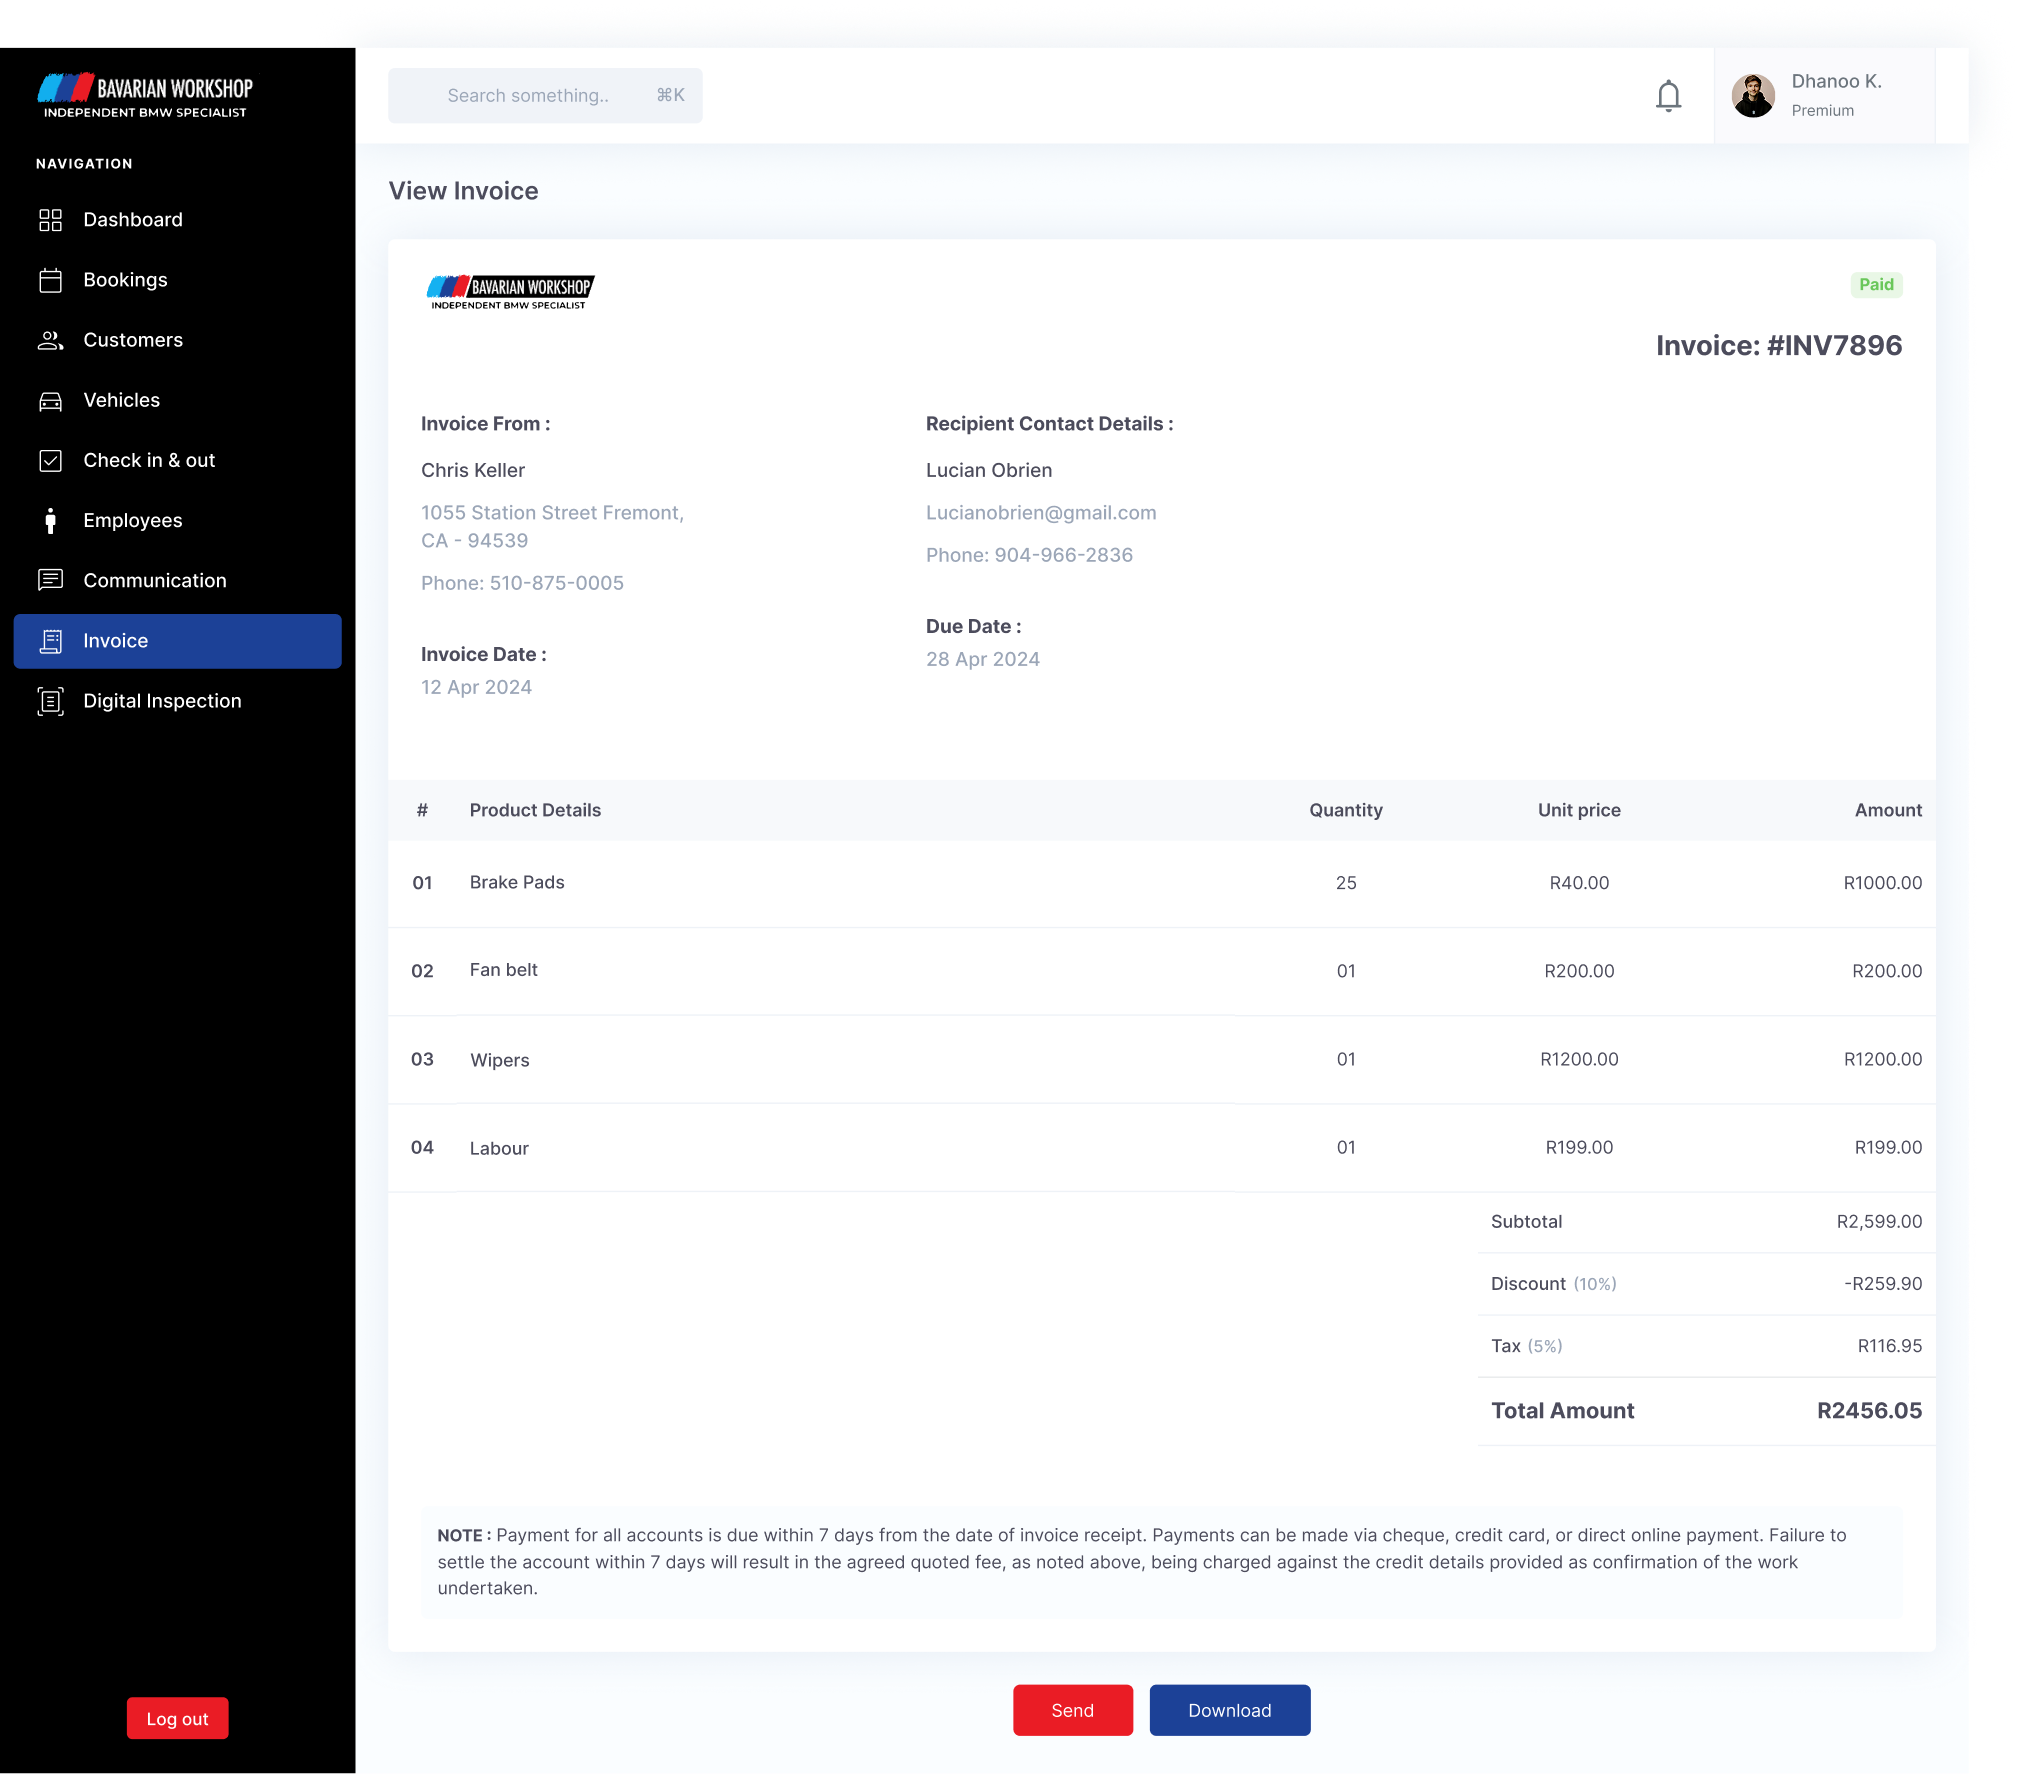 BAVARIAN WORKSHOP
INDEPENDENT BMW SPECIALIST
NAVIGATION
Dashboard
Bookings
Customers
Vehicles
Check in & out
Employees
Communication
Invoice
Digital Inspection
Log out
Search something.. ⌘K
Dhanoo K.
Premium
View Invoice
BAVARIAN WORKSHOP
INDEPENDENT BMW SPECIALIST
Paid
Invoice: #INV7896
Invoice From :
Chris Keller
1055 Station Street Fremont,
CA - 94539
Phone: 510-875-0005
Invoice Date :
12 Apr 2024
Recipient Contact Details :
Lucian Obrien
Lucianobrien@gmail.com
Phone: 904-966-2836
Due Date :
28 Apr 2024
# Product Details Quantity Unit price Amount
01 Brake Pads 25 R40.00 R1000.00
02 Fan belt 01 R200.00 R200.00
03 Wipers 01 R1200.00 R1200.00
04 Labour 01 R199.00 R199.00
Subtotal R2,599.00
Discount (10%) -R259.90
Tax (5%) R116.95
Total Amount R2456.05
NOTE : Payment for all accounts is due within 7 days from the date of invoice receipt. Payments can be made via cheque, credit card, or direct online payment. Failure to
settle the account within 7 days will result in the agreed quoted fee, as noted above, being charged against the credit details provided as confirmation of the work
undertaken.
Send Download